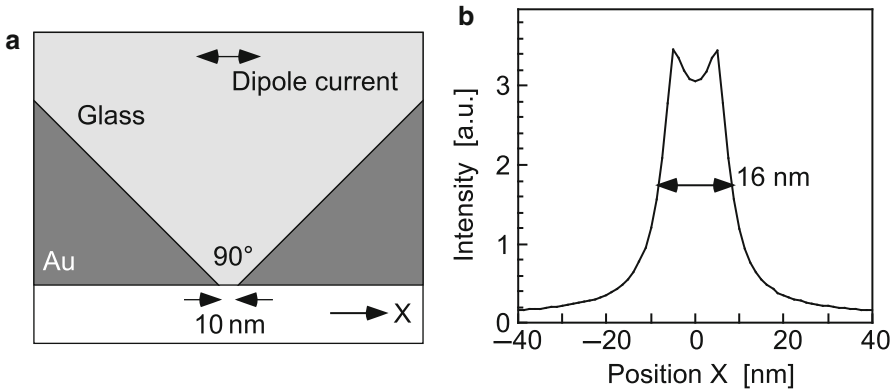 a
Dipole current
Glass
90°
Au
10 nm
X
b
Intensity [a.u.]
3
2
1
0
16 nm
−40
−20
0
20
40
Position X [nm]